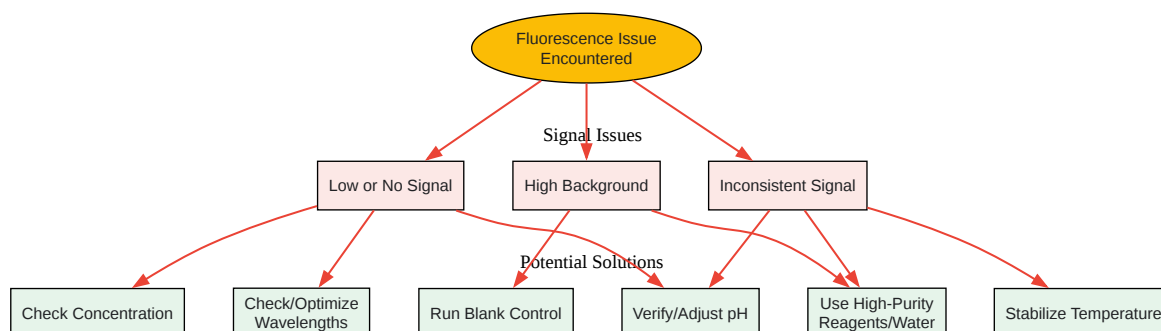 Fluorescence Issue
Encountered
Signal Issues
Low or No Signal
High Background
Inconsistent Signal
Potential Solutions
Check Concentration
Check/Optimize
Wavelengths
Run Blank Control
Verify/Adjust pH
Use High-Purity
Reagents/Water
Stabilize Temperature